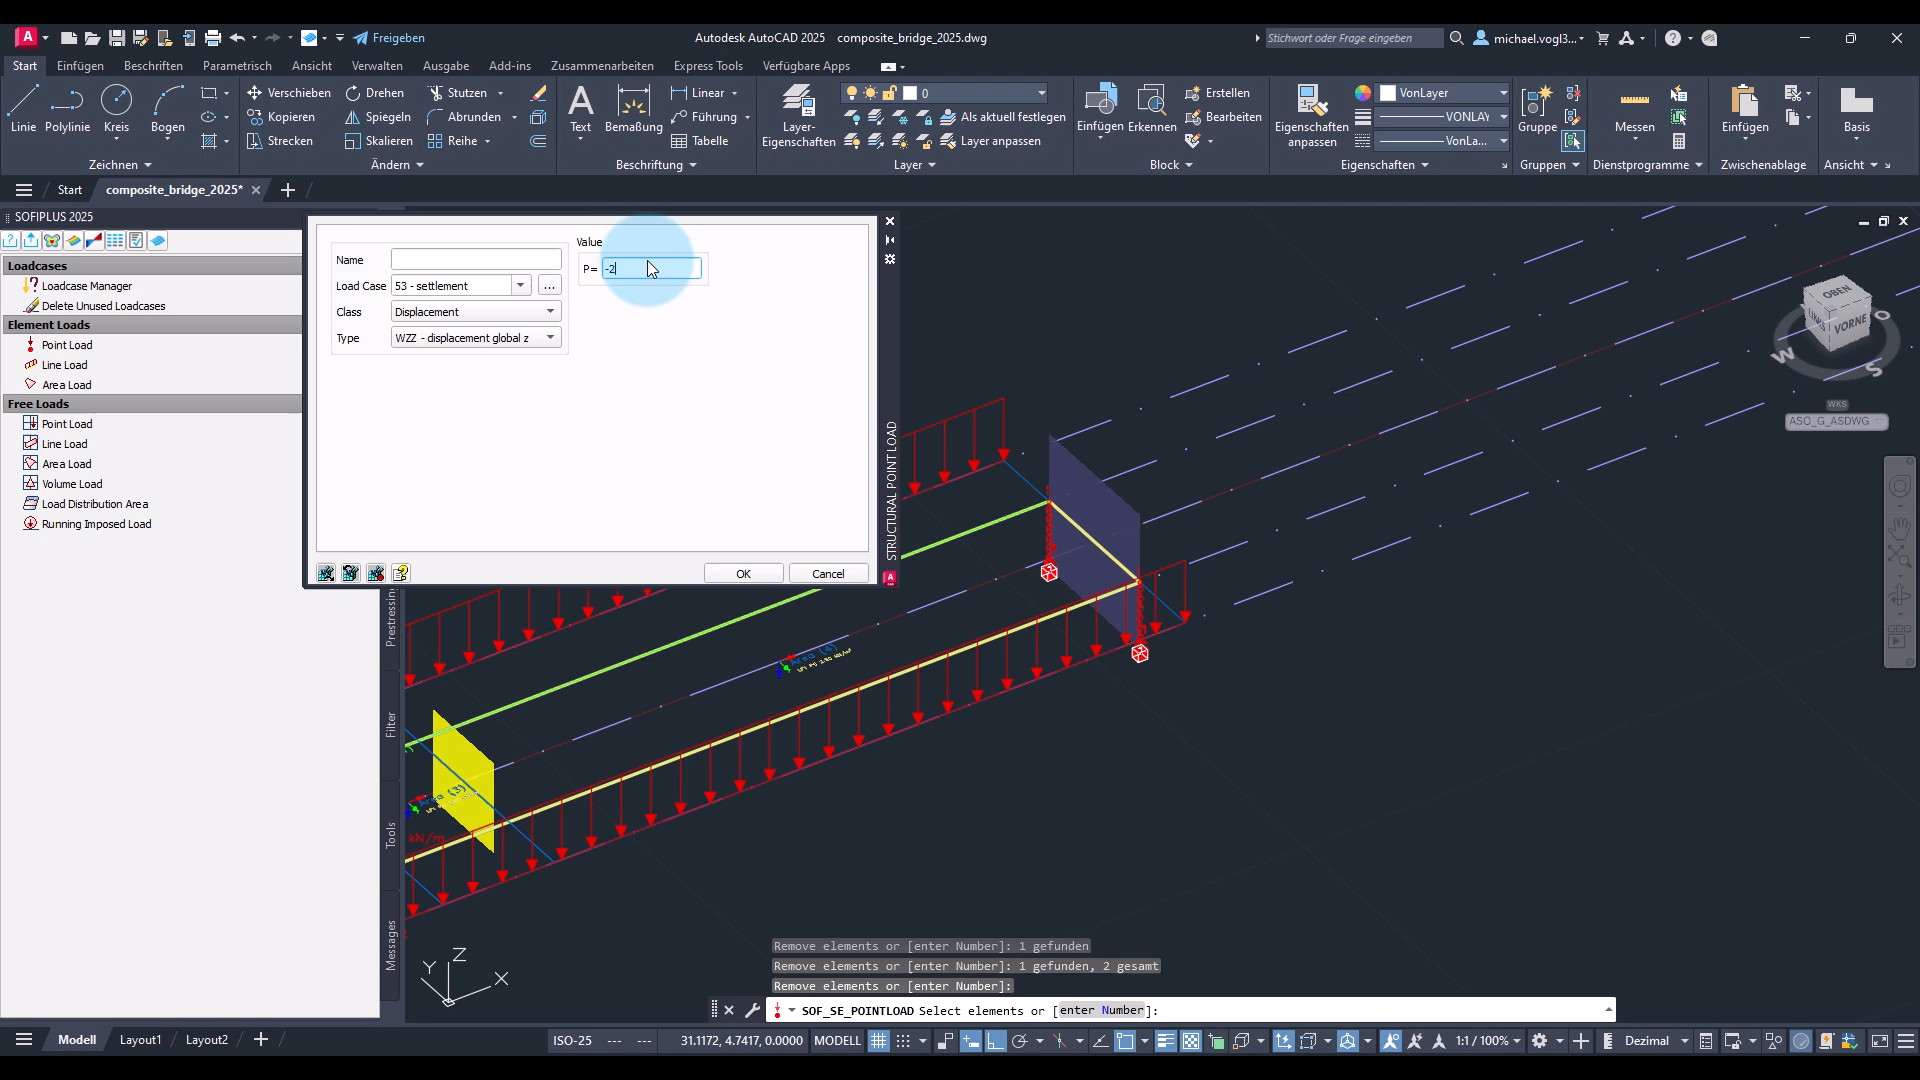 Freigeben
Autodesk AutoCAD 2025 composite_bridge_2025.dwg
Stichwort oder Frage eingeben
michael.vogl3...
Start Einfügen Beschriften Parametrisch Ansicht Verwalten Ausgabe Add-ins Zusammenarbeiten Express Tools Verfügbare Apps
Linie Polylinie Kreis Bogen
Verschieben Drehen Stutzen
Kopieren Spiegeln Abrunden
Strecken Skalieren Reihe
Text Bemaßung
Linear
Führung
Tabelle
Layer-Eigenschaften
0
Als aktuell festlegen
Layer anpassen
Einfügen Erkennen
Erstellen
Bearbeiten
Eigenschaften anpassen
VonLayer
VONLAY
VonLa...
Gruppe
Messen
Einfügen
Basis
Zeichnen Ändern Beschriftung Layer Block Eigenschaften Gruppen Dienstprogramme Zwischenablage Ansicht
Start composite_bridge_2025*
SOFIPLUS 2025
Loadcases
Loadcase Manager
Delete Unused Loadcases
Element Loads
Point Load
Line Load
Area Load
Free Loads
Point Load
Line Load
Area Load
Volume Load
Load Distribution Area
Running Imposed Load
Name
Load Case 53 - settlement ...
Class Displacement
Type WZZ - displacement global z
Value
P= -2
OK Cancel
STRUCTURAL POINT LOAD
Prestressing
Filter
Tools
Messages
OBEN
LINKS
VORNE
W
S
O
WKS
ASO_G_ASDWG
Area (4)
Area (3)
kN/m
Z
Y
X
Remove elements or [enter Number]: 1 gefunden
Remove elements or [enter Number]: 1 gefunden, 2 gesamt
Remove elements or [enter Number]:
SOF_SE_POINTLOAD Select elements or [enter Number]:
Modell Layout1 Layout2
ISO-25 --- --- 31.1172, 4.7417, 0.0000 MODELL
1:1 / 100%
Dezimal